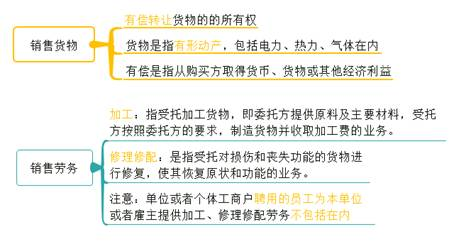 销售货物
有偿转让货物的的所有权
货物是指有形动产，包括电力、热力、气体在内
有偿是指从购买方取得货币、货物或其他经济利益
销售劳务
加工：指受托加工货物，即委托方提供原料及主要材料，受托
方按照委托方的要求，制造货物并收取加工费的业务。
修理修配：是指受托对损伤和丧失功能的货物进
行修复，使其恢复原状和功能的业务。
注意：单位或者个体工商户聘用的员工为本单位
或者雇主提供加工、修理修配劳务不包括在内